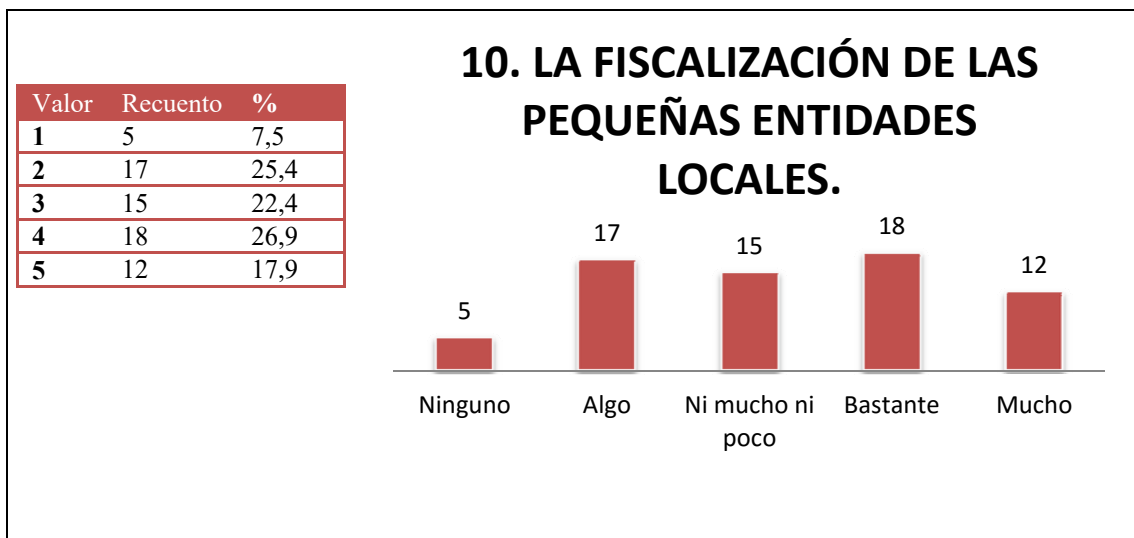 Valor Recuento %
1 5 7,5
2 17 25,4
3 15 22,4
4 18 26,9
5 12 17,9
10. LA FISCALIZACIÓN DE LAS
PEQUEÑAS ENTIDADES
LOCALES.
5
17
15
18
12
Ninguno
Algo
Ni mucho ni
poco
Bastante
Mucho